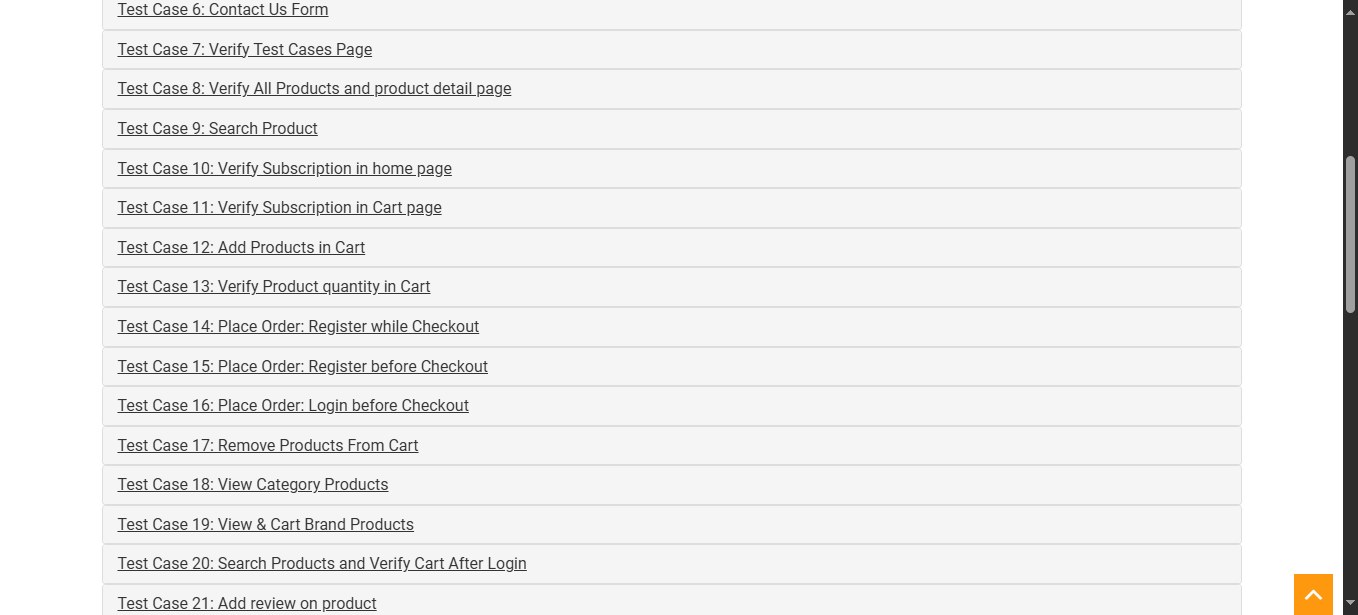 Test Case 6: Contact Us Form
Test Case 7: Verify Test Cases Page
Test Case 8: Verify All Products and product detail page
Test Case 9: Search Product
Test Case 10: Verify Subscription in home page
Test Case 11: Verify Subscription in Cart page
Test Case 12: Add Products in Cart
Test Case 13: Verify Product quantity in Cart
Test Case 14: Place Order: Register while Checkout
Test Case 15: Place Order: Register before Checkout
Test Case 16: Place Order: Login before Checkout
Test Case 17: Remove Products From Cart
Test Case 18: View Category Products
Test Case 19: View & Cart Brand Products
Test Case 20: Search Products and Verify Cart After Login
Test Case 21: Add review on product